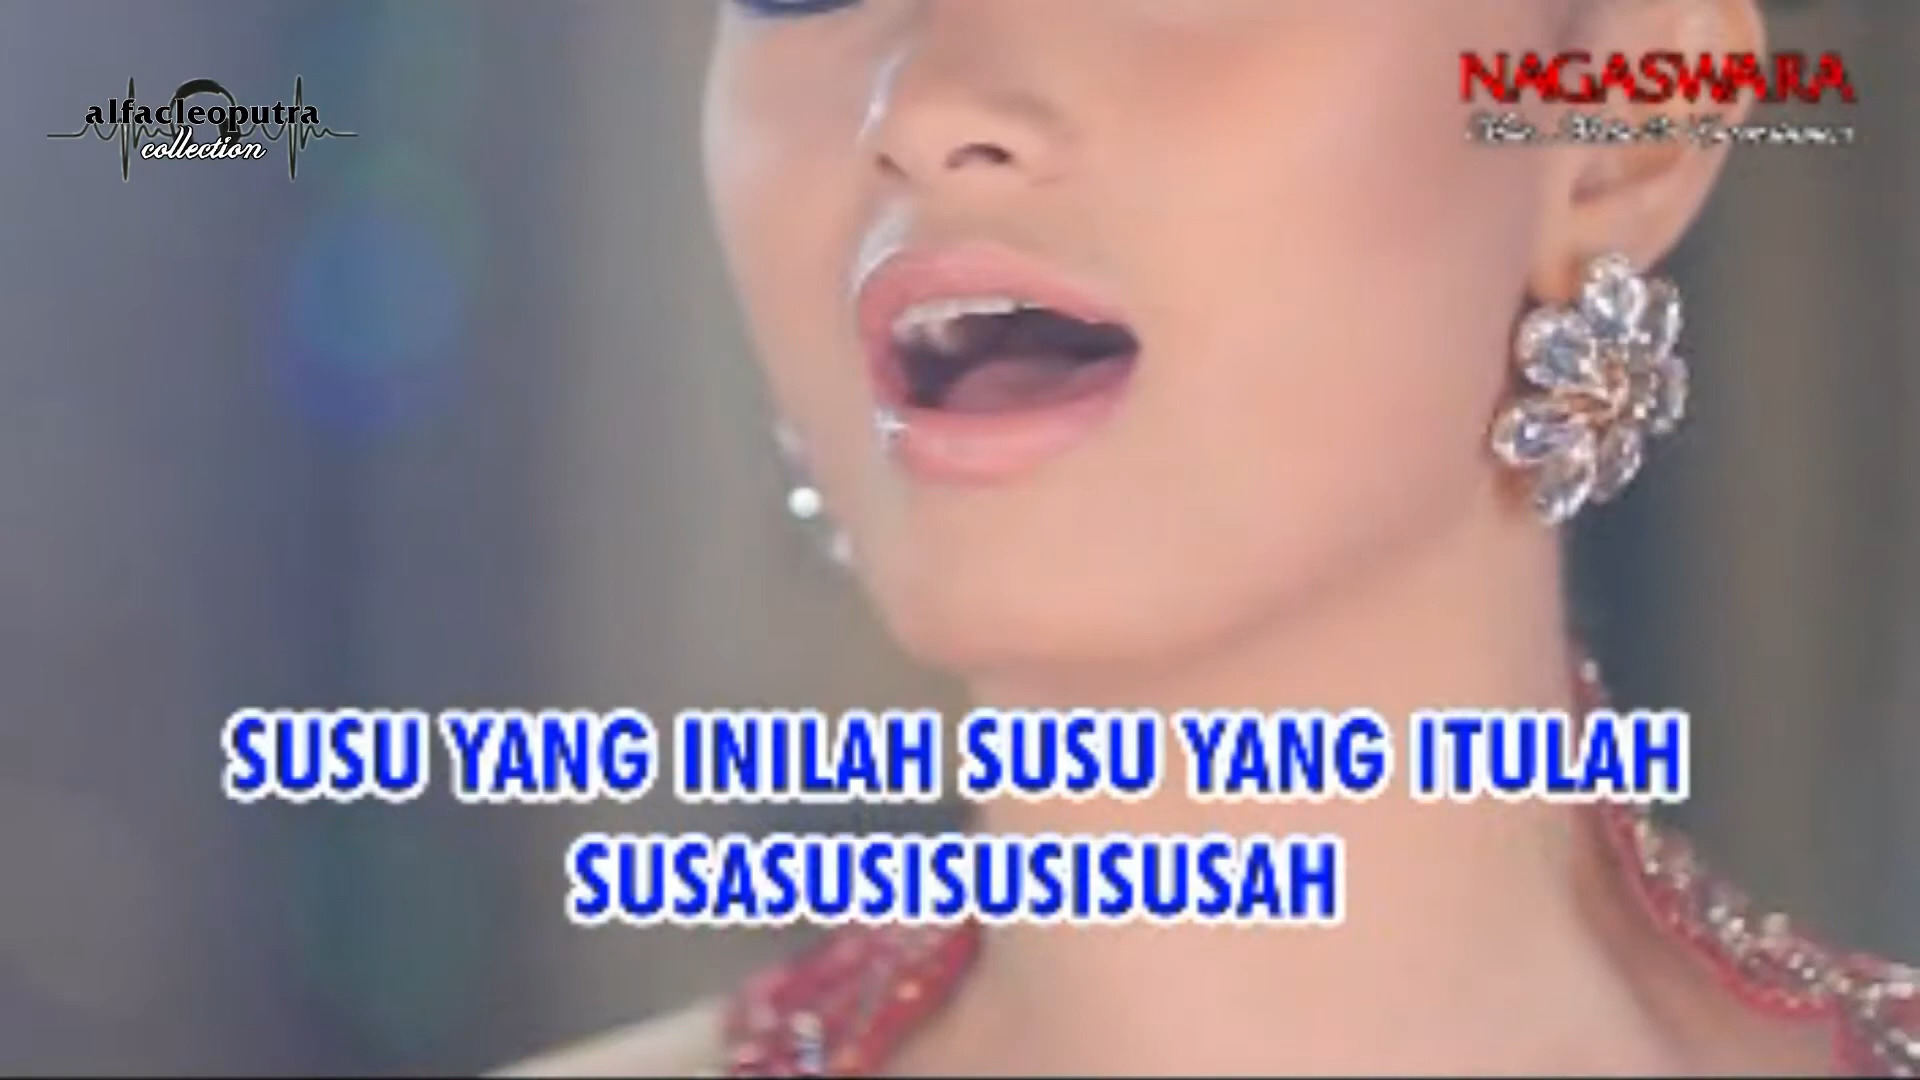 alfacleoputra
collection
NAGASWARA
SUSU YANG INILAH SUSU YANG ITULAH
SUSASUSISUSISUSAH